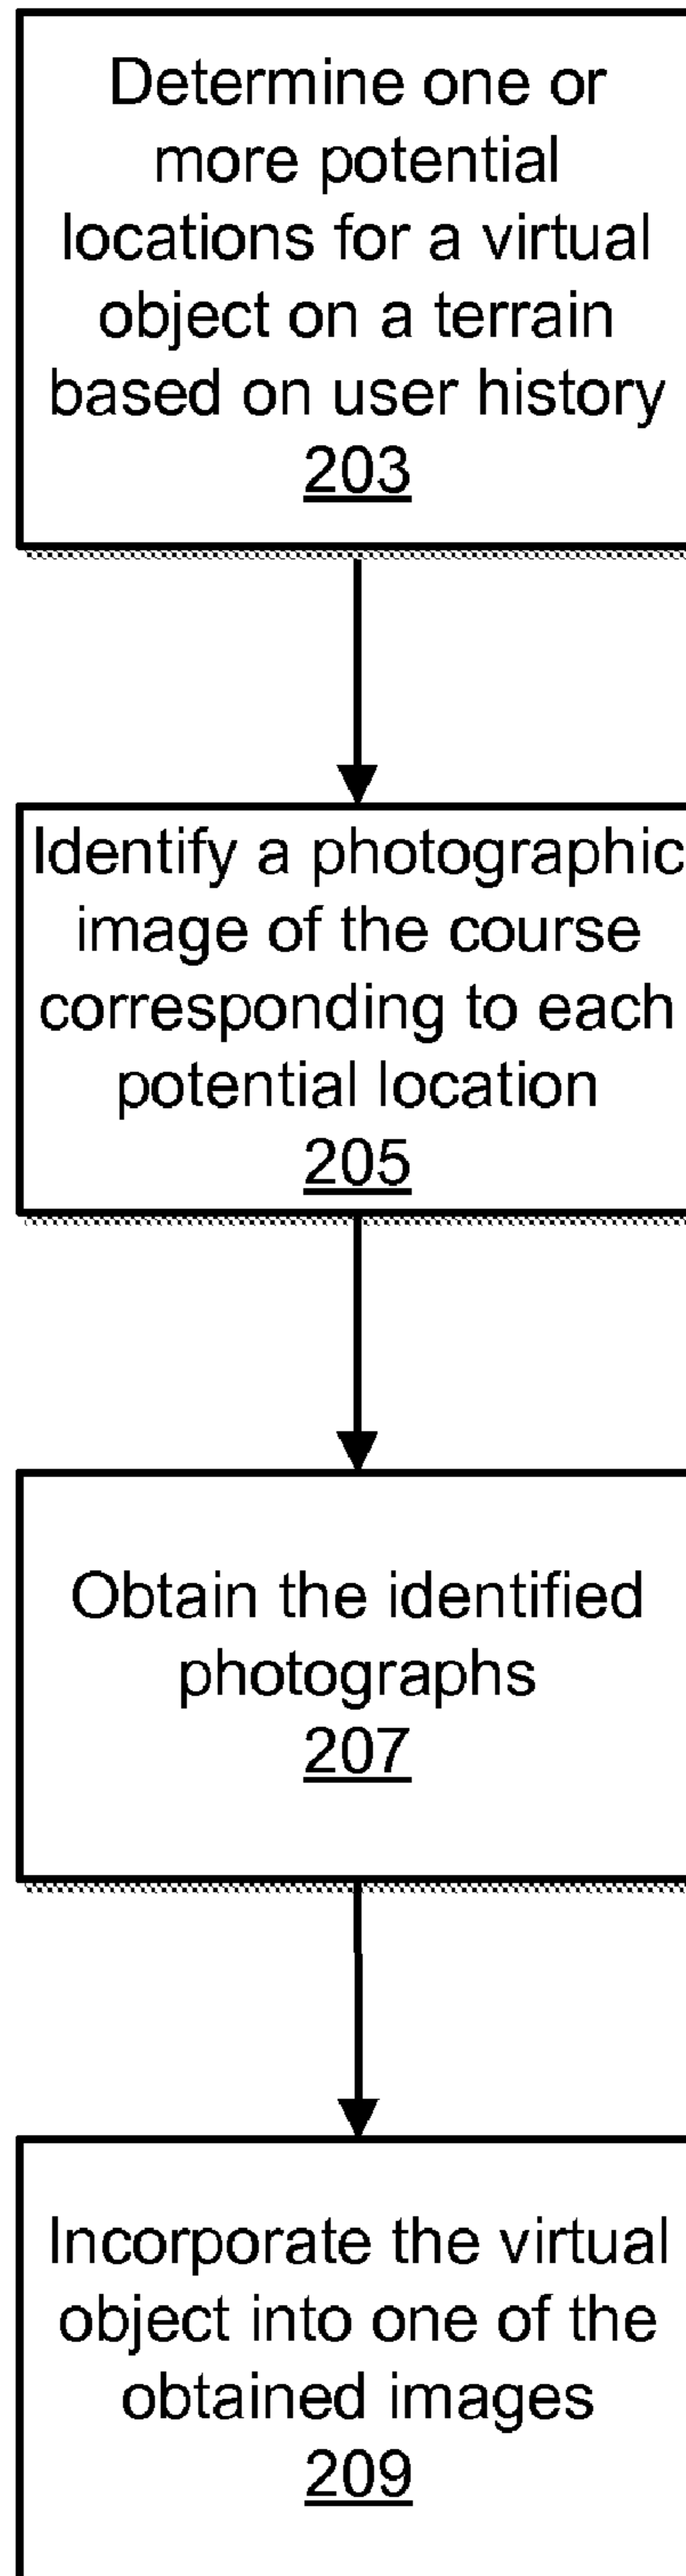 Determine one or
more potential
locations for a virtual
object on a terrain
based on user history
203
Identify a photographic
image of the course
corresponding to each
potential location
205
Obtain the identified
photographs
207
Incorporate the virtual
object into one of the
obtained images
209